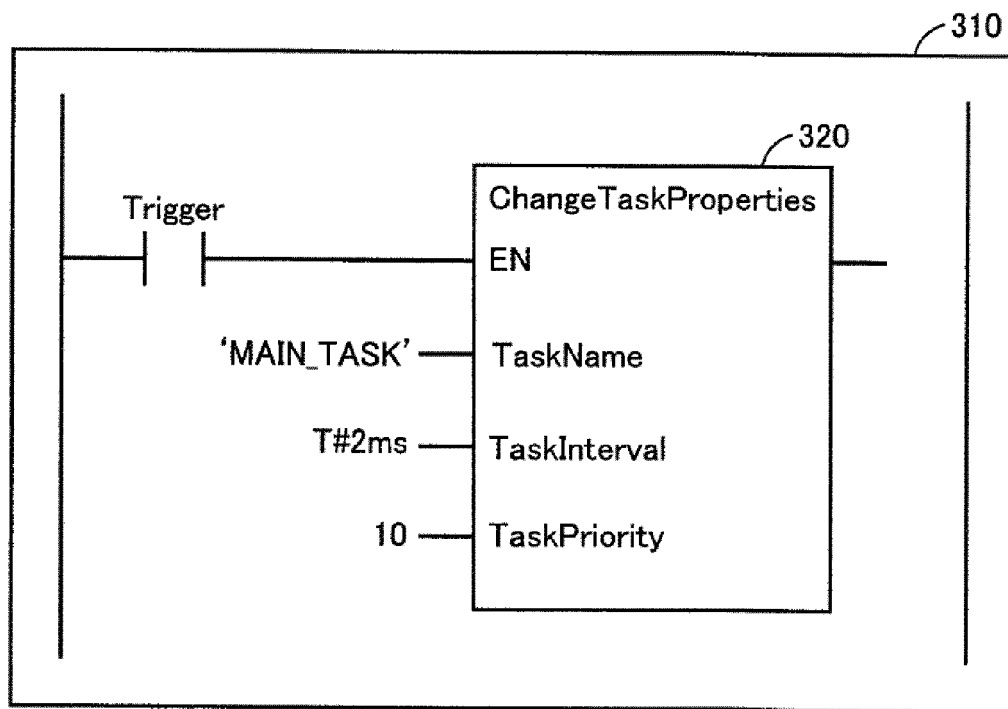 310
320
ChangeTaskProperties
Trigger
EN
‘MAIN_TASK’ TaskName
T#2ms TaskInterval
10 TaskPriority